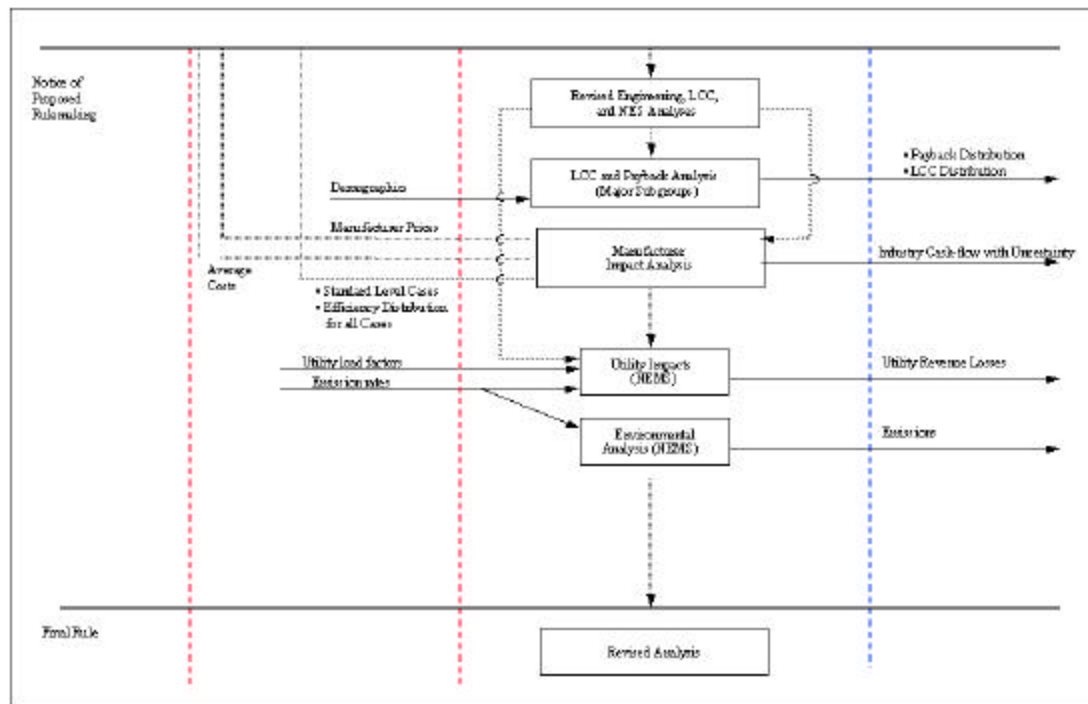 Notice of
Proposed
Rulemaking
Revised Engineering, LCC,
and NES Analyses
LCC and Payback Analysis
(Major Subgroups)
• Payback Distribution
• LCC Distribution
Demographics
Manufacturer Prices
Manufacturer
Impact Analysis
Industry Cash-flow with Uncertainty
Average
Costs
• Standard Level Cases
• Efficiency Distribution
for all Cases
Utility load factors
Emission rates
Utility Impacts
(NEMS)
Utility Revenue Losses
Environmental
Analysis (NEMS)
Emissions
Final Rule
Revised Analysis